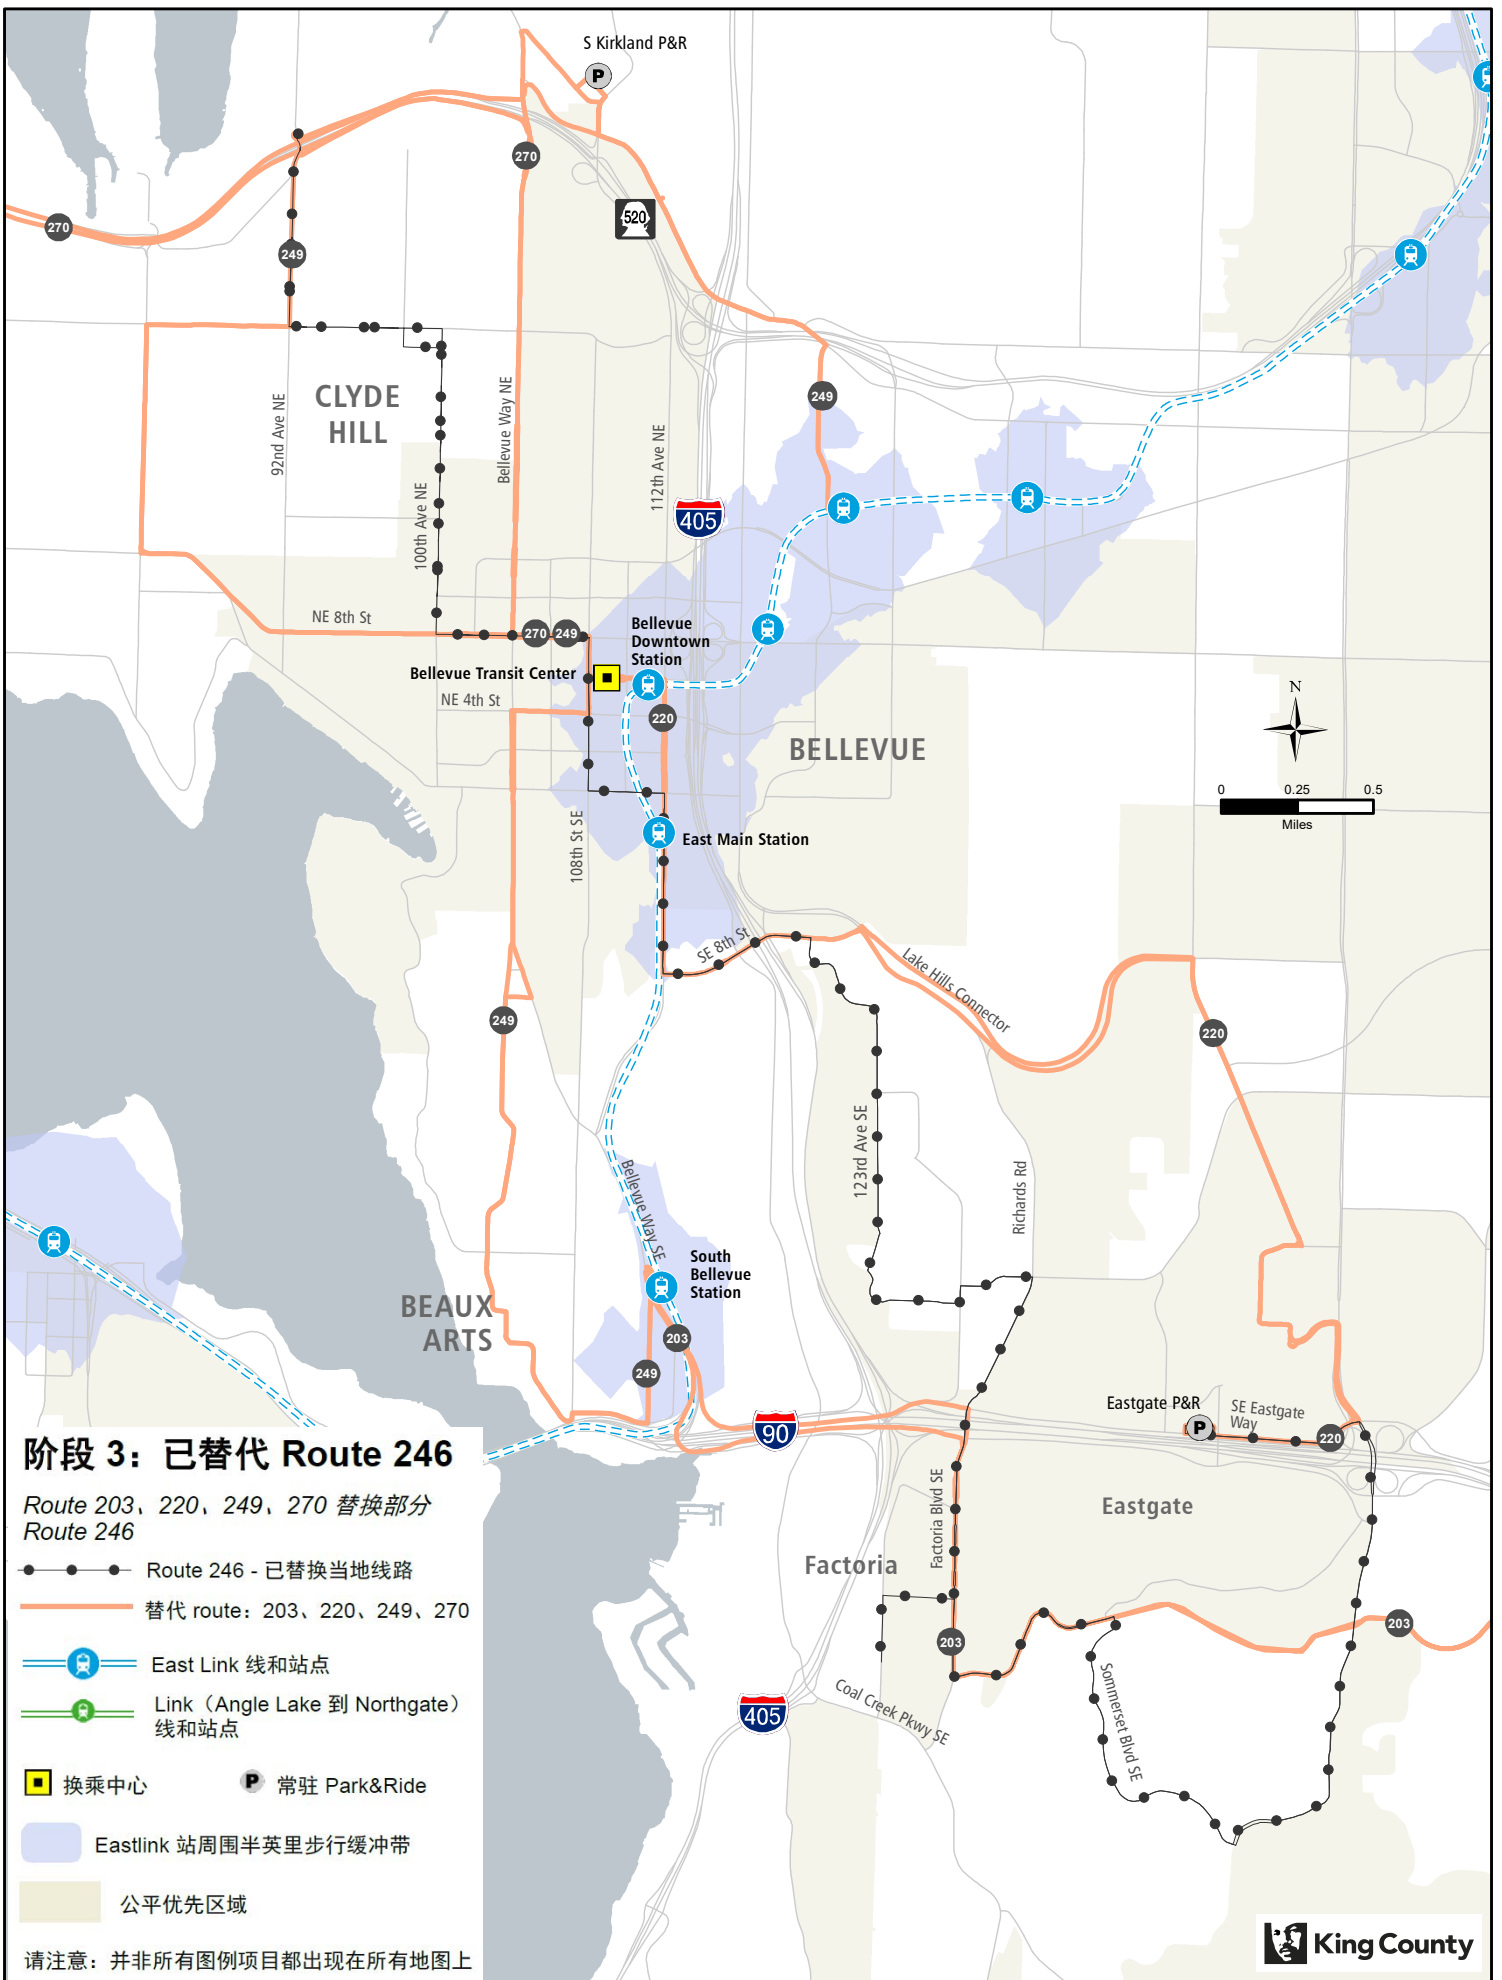 S Kirkland P&R
P
270
520
270
249
249
CLYDE
HILL
92nd Ave NE
Bellevue Way NE
112th Ave NE
100th Ave NE
405
NE 8th St
270
249
Bellevue
Downtown
Station
Bellevue Transit Center
NE 4th St
220
BELLEVUE
N
0 0.25 0.5
Miles
108th St SE
East Main Station
SE 8th St
Lake Hills Connector
249
220
123rd Ave SE
Richards Rd
Bellevue Way SE
South
Bellevue
Station
BEAUX
ARTS
203
249
90
Eastgate P&R
P
SE Eastgate
Way
220
Factoria Blvd SE
Eastgate
Factoria
203
203
Coal Creek Pkwy SE
Sommerset Blvd SE
405
阶段 3：已替代 Route 246
Route 203、220、249、270 替换部分
Route 246
Route 246 - 已替换当地线路
替代 route：203、220、249、270
East Link 线和站点
Link（Angle Lake 到 Northgate）
线和站点
换乘中心
P 常驻 Park&Ride
Eastlink 站周围半英里步行缓冲带
公平优先区域
请注意：并非所有图例项目都出现在所有地图上
King County